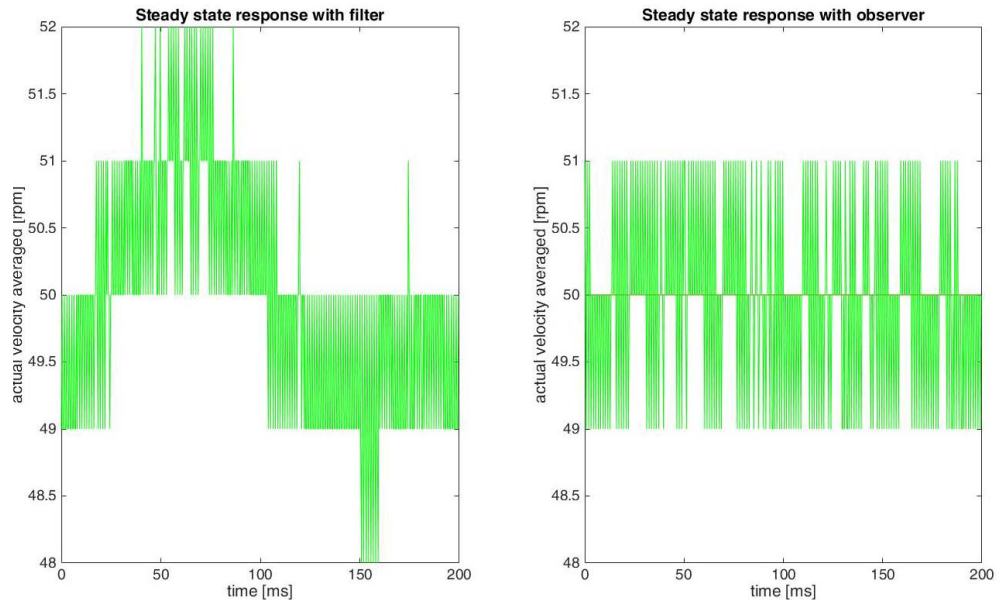 Steady state response with filter
52
51.5
51
50.5
50
49.5
49
48.5
48
0 50 100 150 200
time [ms]
actual velocity averaged [rpm]
Steady state response with observer
52
51.5
51
50.5
50
49.5
49
48.5
48
0 50 100 150 200
time [ms]
actual velocity averaged [rpm]